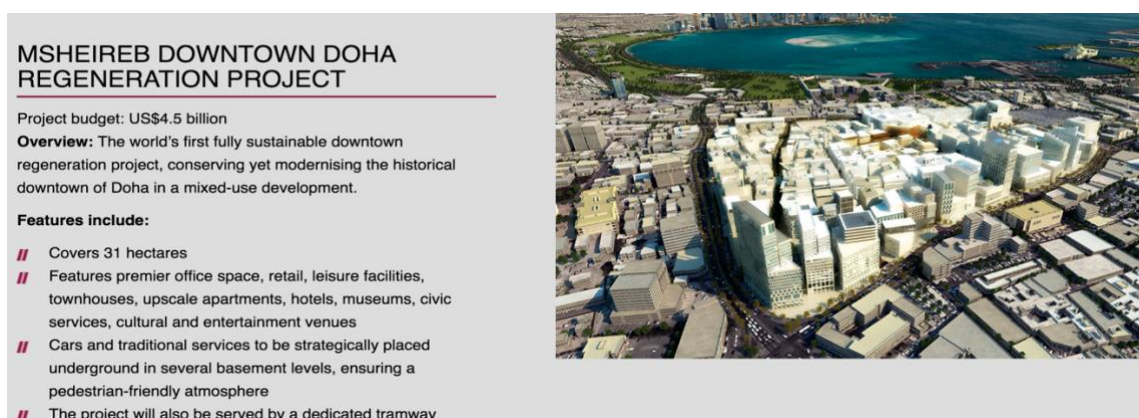 MSHEIREB DOWNTOWN DOHA
REGENERATION PROJECT
Project budget: US$4.5 billion
Overview: The world's first fully sustainable downtown
regeneration project, conserving yet modernising the historical
downtown of Doha in a mixed-use development.
Features include:
// Covers 31 hectares
// Features premier office space, retail, leisure facilities,
townhouses, upscale apartments, hotels, museums, civic
services, cultural and entertainment venues
// Cars and traditional services to be strategically placed
underground in several basement levels, ensuring a
pedestrian-friendly atmosphere
// The project will also be served by a dedicated tramway